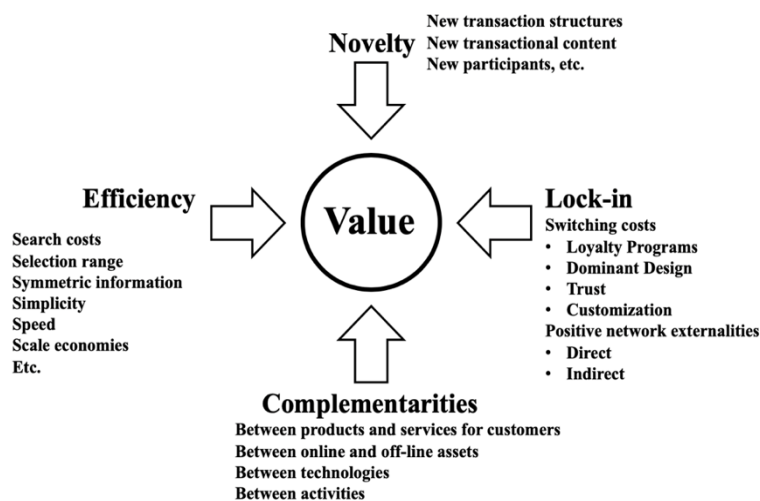 Novelty
New transaction structures
New transactional content
New participants, etc.
Efficiency
Search costs
Selection range
Symmetric information
Simplicity
Speed
Scale economies
Etc.
Value
Lock-in
Switching costs
• Loyalty Programs
• Dominant Design
• Trust
• Customization
Positive network externalities
• Direct
• Indirect
Complementarities
Between products and services for customers
Between online and off-line assets
Between technologies
Between activities